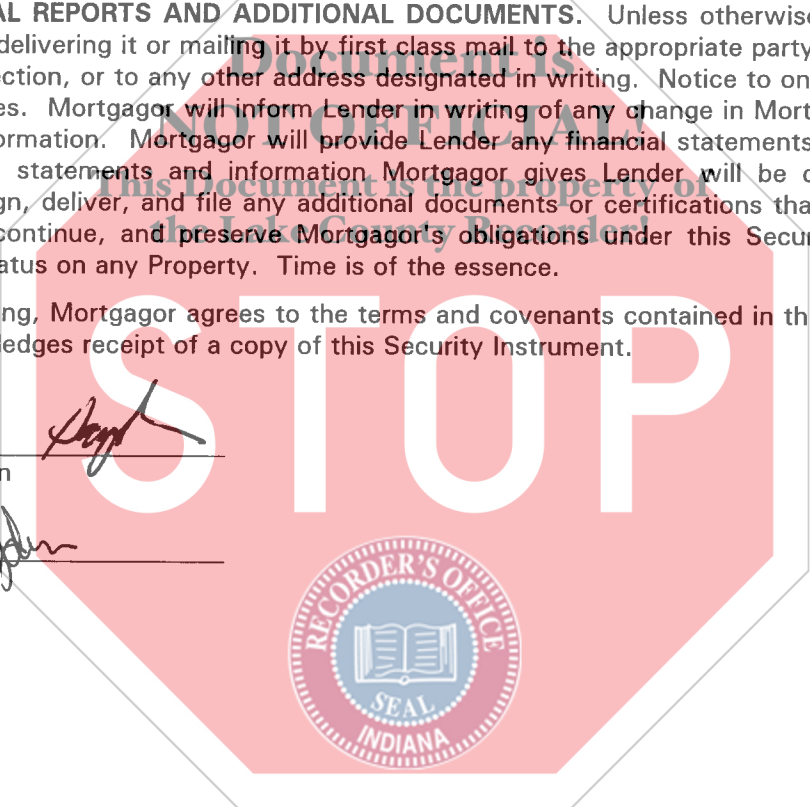 AL REPORTS AND ADDITIONAL DOCUMENTS. Unless otherwise
delivering it or mailing it by first class mail to the appropriate party
Document is
ection, or to any other address designated in writing. Notice to on
es. Mortgagor will inform Lender in writing of any change in Mort
NOT OFFICIAL!
ormation. Mortgagor will provide Lender any financial statements
statements and information Mortgagor gives Lender will be c
This Document is the property of
gn, deliver, and file any additional documents or certifications tha
the Lake County Recorder!
continue, and preserve Mortgagor's obligations under this Secur
atus on any Property. Time is of the essence.
ng, Mortgagor agrees to the terms and covenants contained in th
ledges receipt of a copy of this Security Instrument.
STOP
n
RECORDER'S OFFICE
SEAL
INDIANA